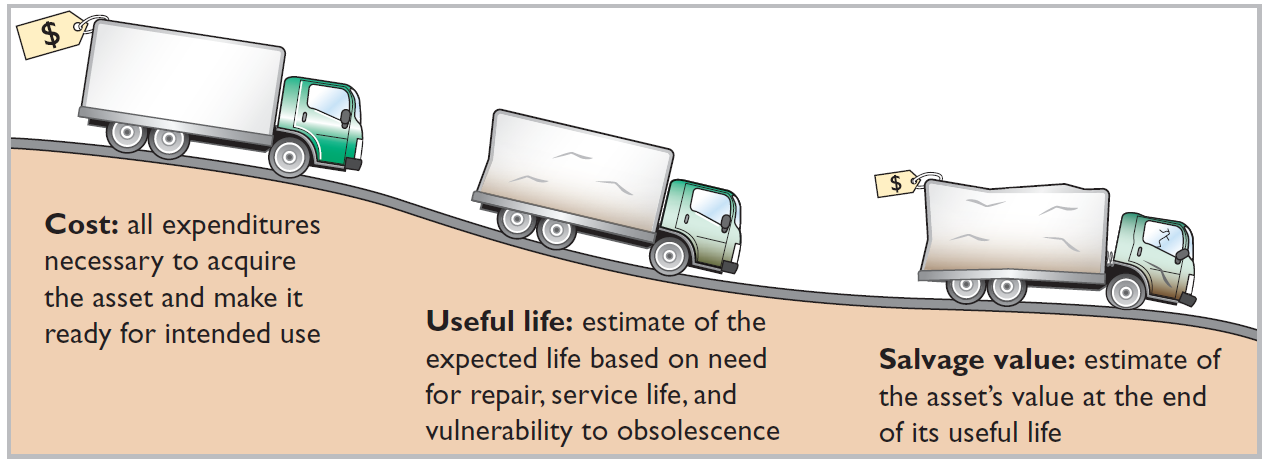 $
Cost: all expenditures
necessary to acquire
the asset and make it
ready for intended use
Useful life: estimate of the
expected life based on need
for repair, service life, and
vulnerability to obsolescence
$
Salvage value: estimate of
the asset's value at the end
of its useful life